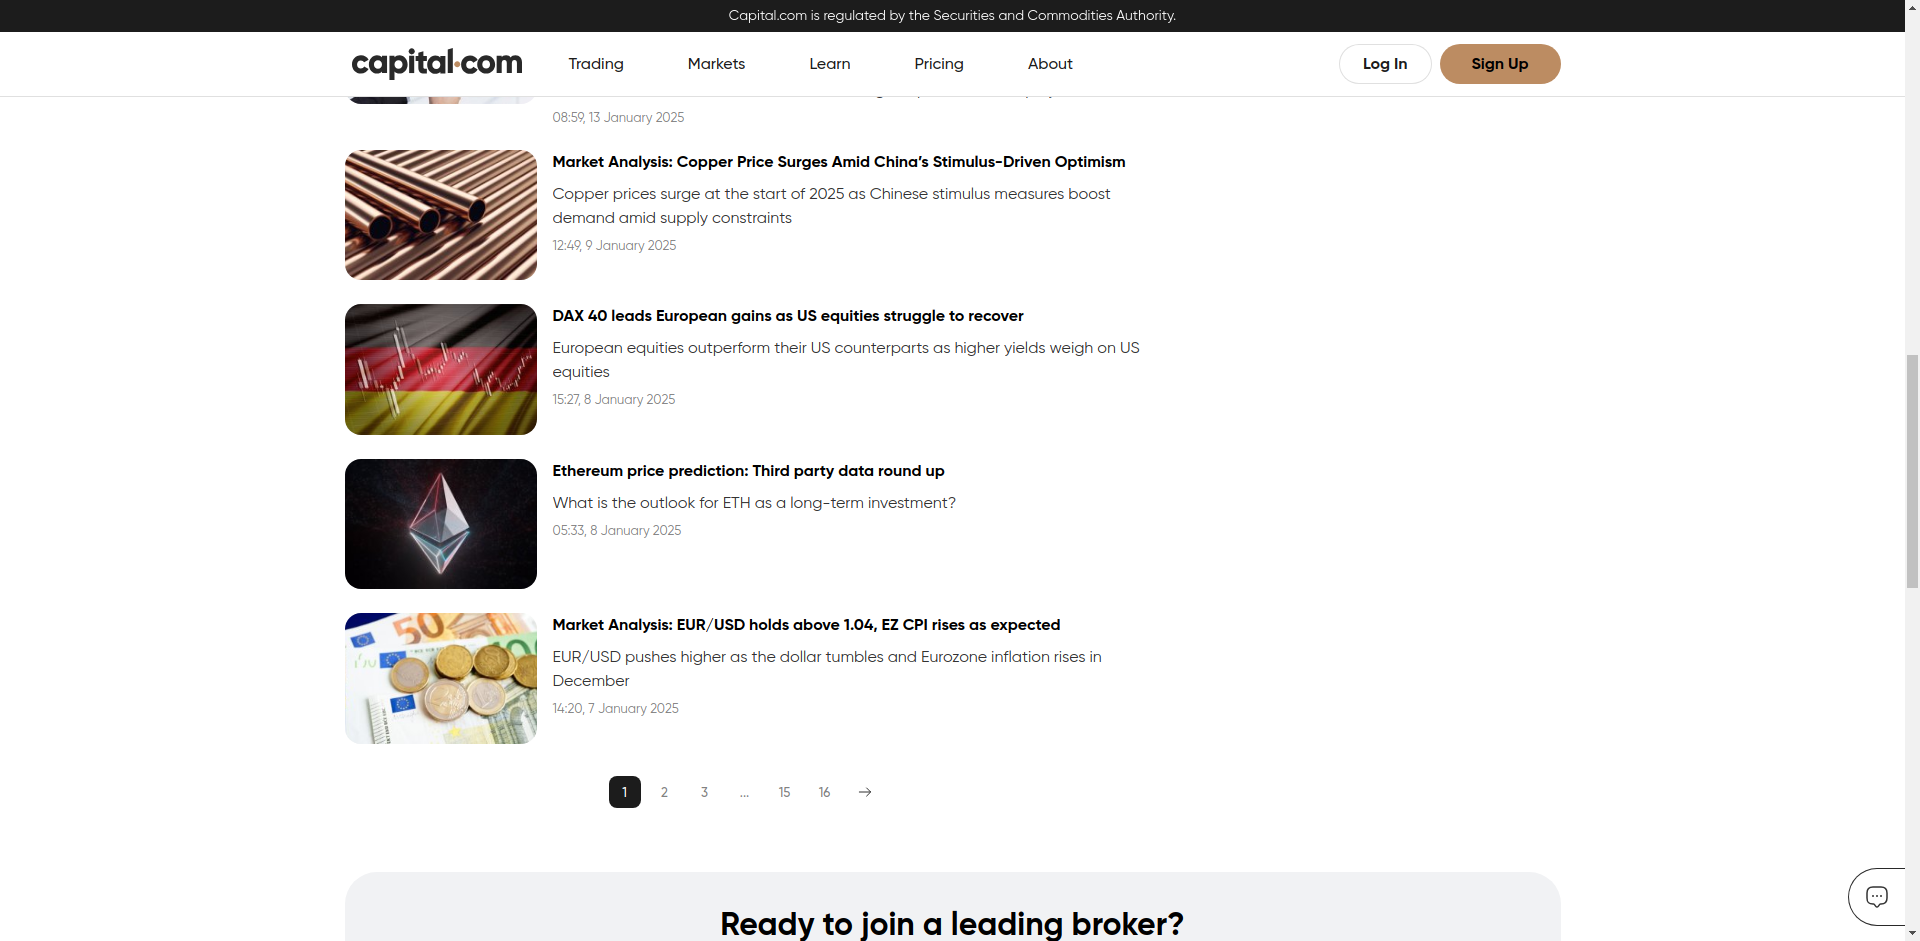 Capital.com is regulated by the Securities and Commodities Authority.
capital.com
Trading
Markets
Learn
Pricing
About
Log In
Sign Up
08:59, 13 January 2025
Market Analysis: Copper Price Surges Amid China’s Stimulus-Driven Optimism
Copper prices surge at the start of 2025 as Chinese stimulus measures boost
demand amid supply constraints
12:49, 9 January 2025
DAX 40 leads European gains as US equities struggle to recover
European equities outperform their US counterparts as higher yields weigh on US
equities
15:27, 8 January 2025
Ethereum price prediction: Third party data round up
What is the outlook for ETH as a long-term investment?
05:33, 8 January 2025
50
100
Market Analysis: EUR/USD holds above 1.04, EZ CPI rises as expected
EUR/USD pushes higher as the dollar tumbles and Eurozone inflation rises in
December
14:20, 7 January 2025
1
2
3
...
15
16
Ready to join a leading broker?